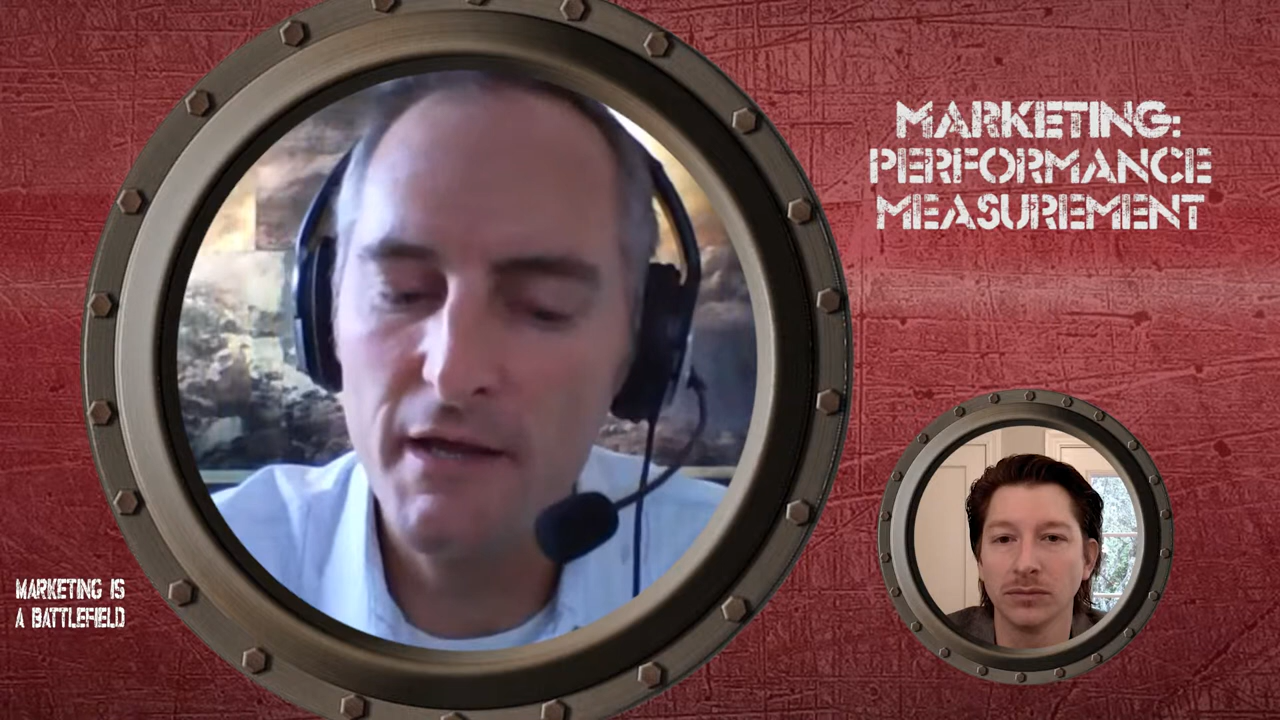 MARKETING:
PERFORMANCE
MEASUREMENT
MARKETING IS
A BATTLEFIELD